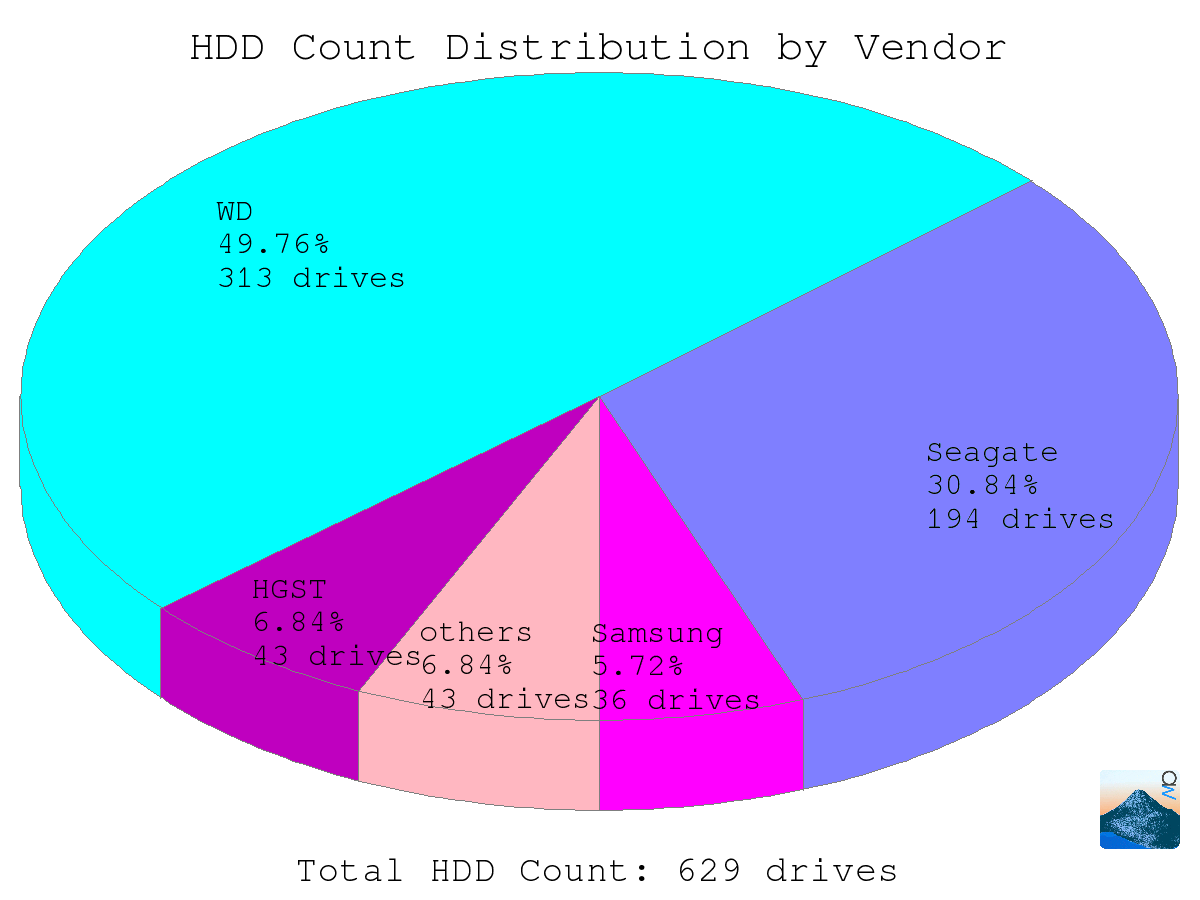 HDD Count Distribution by Vendor
WD
49.76%
313 drives
Seagate
30.84%
194 drives
HGST
6.84%
43 drives
others
6.84%
43 drives
Samsung
5.72%
36 drives
Total HDD Count: 629 drives